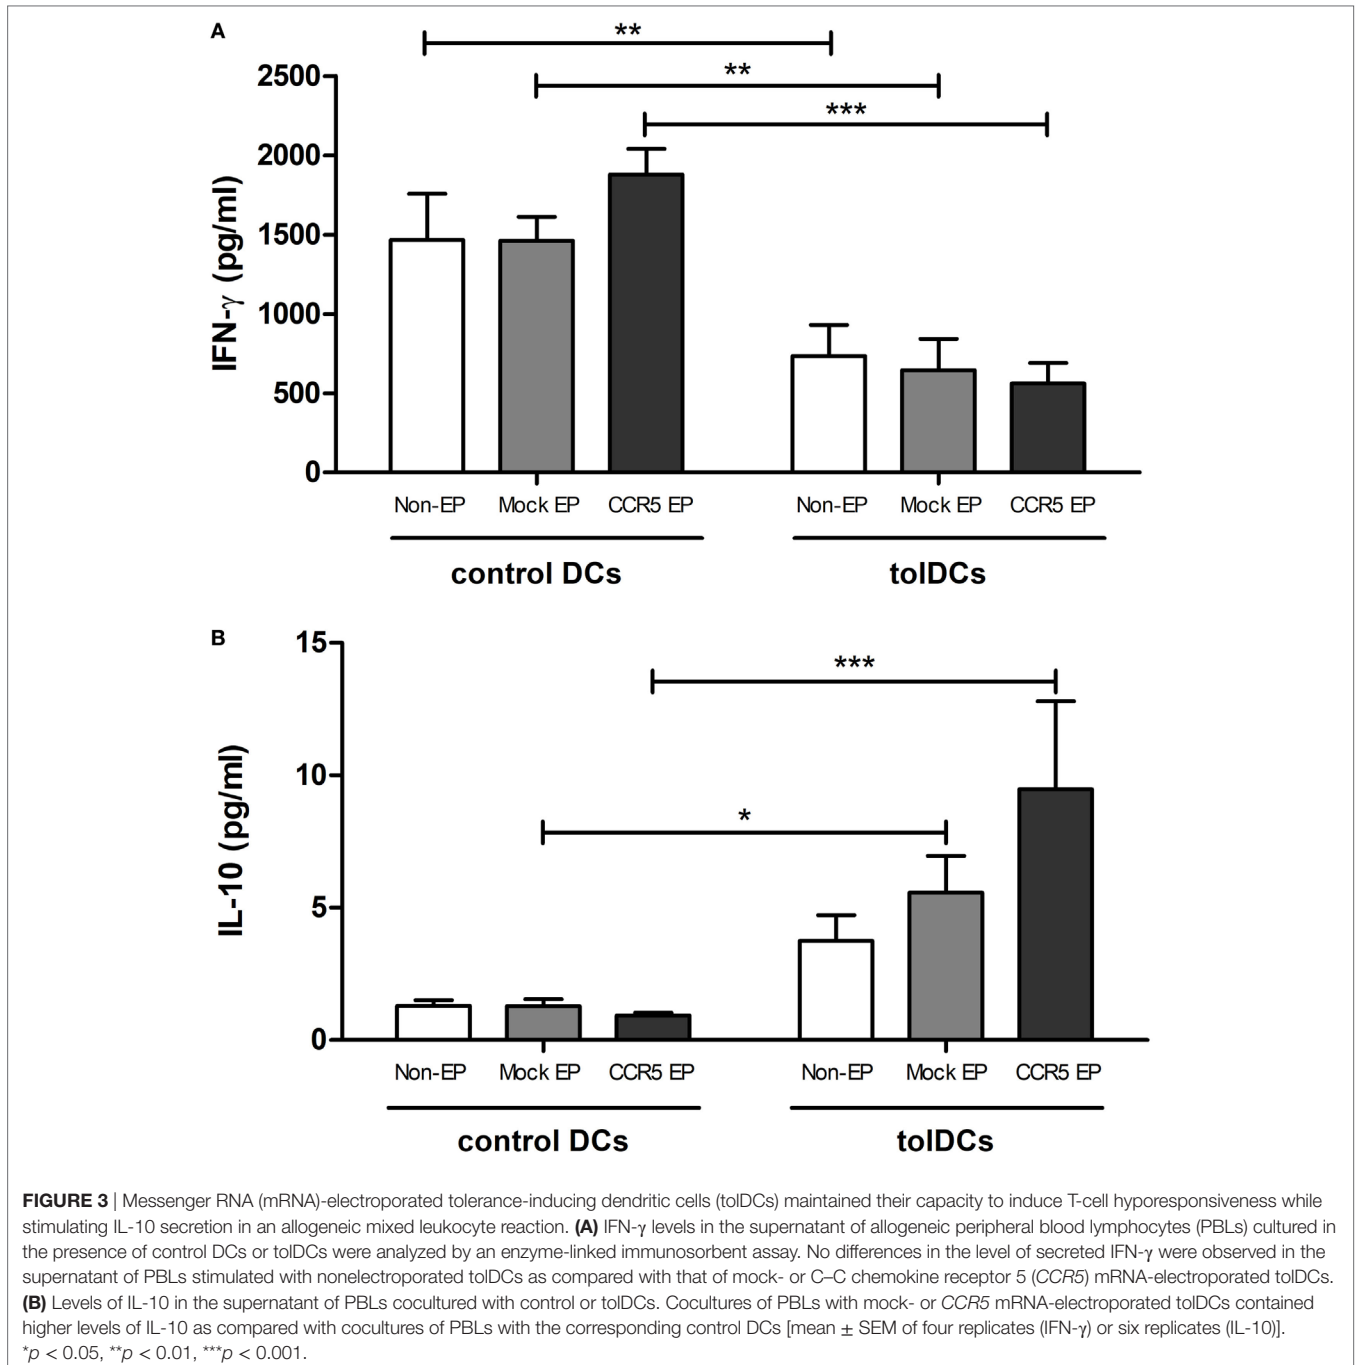 A
**
**
***
2500
2000
1500
1000
500
0
IFN-γ (pg/ml)
Non-EP Mock EP CCR5 EP Non-EP Mock EP CCR5 EP
control DCs tolDCs
B
***
*
15
10
5
0
IL-10 (pg/ml)
Non-EP Mock EP CCR5 EP Non-EP Mock EP CCR5 EP
control DCs tolDCs
FIGURE 3 | Messenger RNA (mRNA)-electroporated tolerance-inducing dendritic cells (tolDCs) maintained their capacity to induce T-cell hyporesponsiveness while
stimulating IL-10 secretion in an allogeneic mixed leukocyte reaction. (A) IFN-γ levels in the supernatant of allogeneic peripheral blood lymphocytes (PBLs) cultured in
the presence of control DCs or tolDCs were analyzed by an enzyme-linked immunosorbent assay. No differences in the level of secreted IFN-γ were observed in the
supernatant of PBLs stimulated with nonelectroporated tolDCs as compared with that of mock- or C–C chemokine receptor 5 (CCR5) mRNA-electroporated tolDCs.
(B) Levels of IL-10 in the supernatant of PBLs cocultured with control or tolDCs. Cocultures of PBLs with mock- or CCR5 mRNA-electroporated tolDCs contained
higher levels of IL-10 as compared with cocultures of PBLs with the corresponding control DCs [mean ± SEM of four replicates (IFN-γ) or six replicates (IL-10)].
*p < 0.05, **p < 0.01, ***p < 0.001.